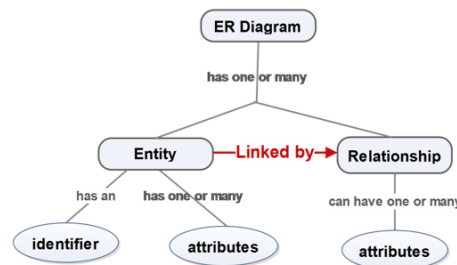 ER Diagram
has one or many
Entity
Linked by
Relationship
has an
has one or many
can have one or many
identifier
attributes
attributes